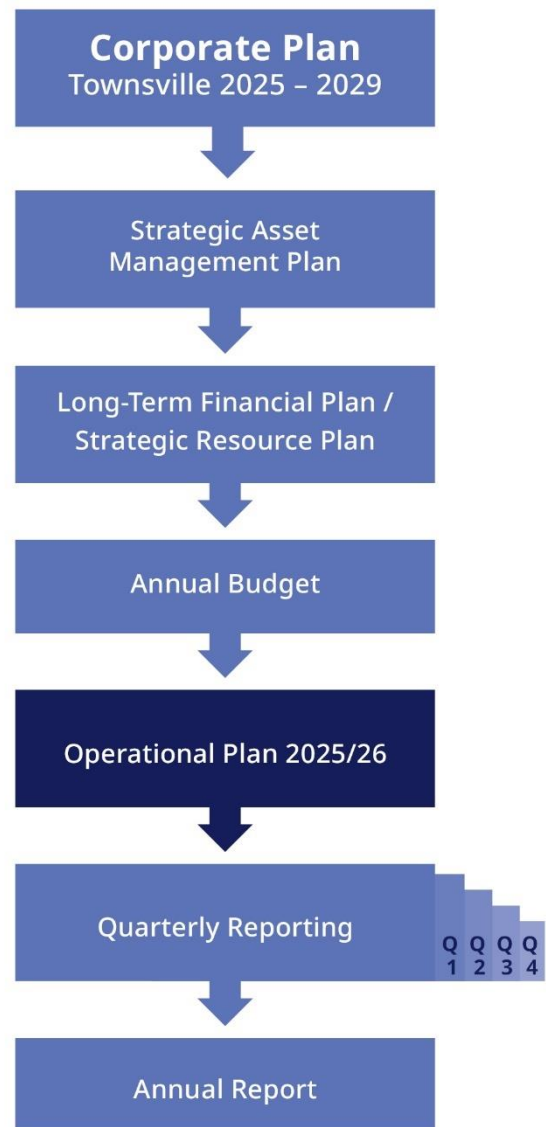 Corporate Plan
Townsville 2025 – 2029
Strategic Asset
Management Plan
Long-Term Financial Plan /
Strategic Resource Plan
Annual Budget
Operational Plan 2025/26
Quarterly Reporting
Q Q Q Q
1 2 3 4
Annual Report